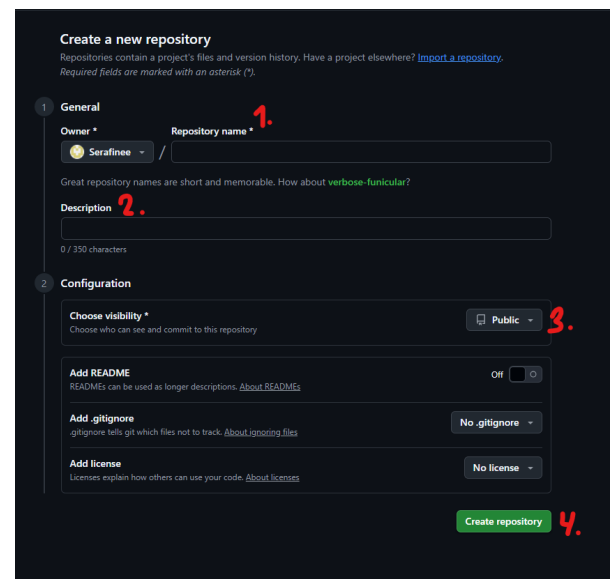 Create a new repository
Repositories contain a project's files and version history. Have a project elsewhere? Import a repository.
Required fields are marked with an asterisk (*).
1 General
1.
Owner * Repository name *
Serafinee /
Great repository names are short and memorable. How about verbose-funicular?
Description 2.
0 / 350 characters
2 Configuration
Choose visibility * Public 3.
Choose who can see and commit to this repository
Add README Off
READMEs can be used as longer descriptions. About READMEs
Add .gitignore No .gitignore
.gitignore tells git which files not to track. About ignoring files
Add license No license
Licenses explain how others can use your code. About licenses
Create repository 4.